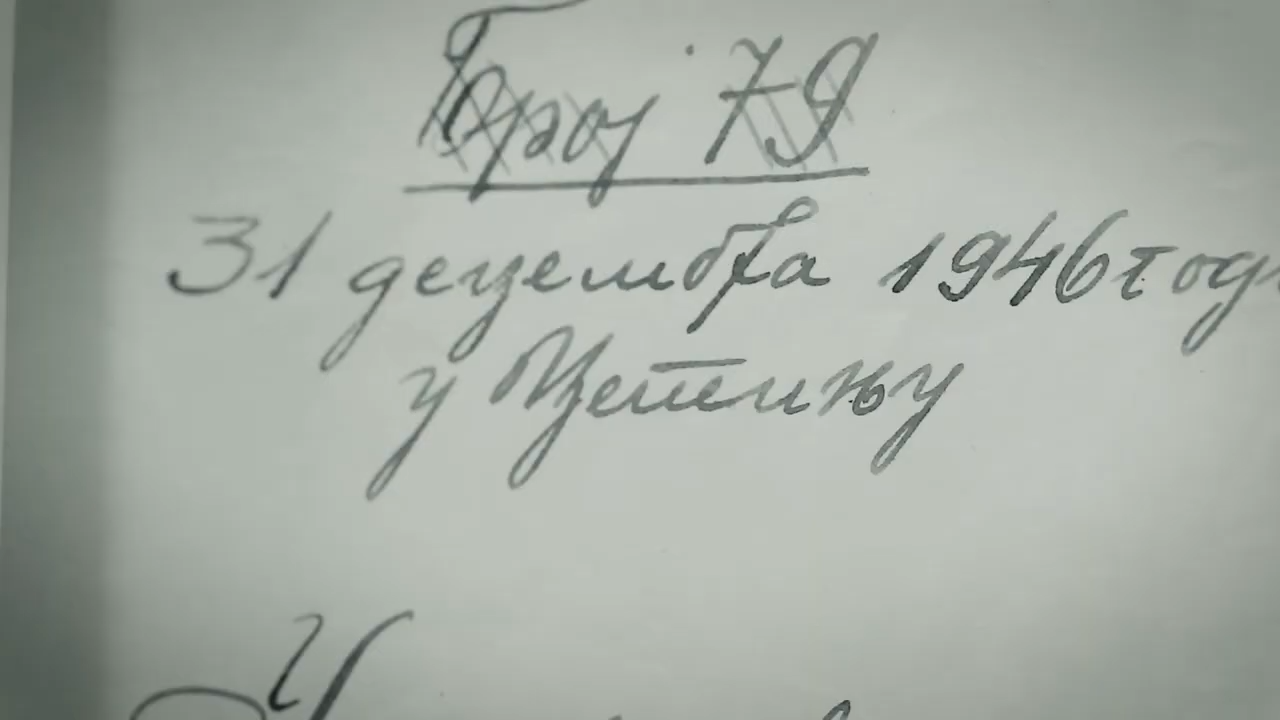 Број 79
31 децембра 1946 год
у Цетињу